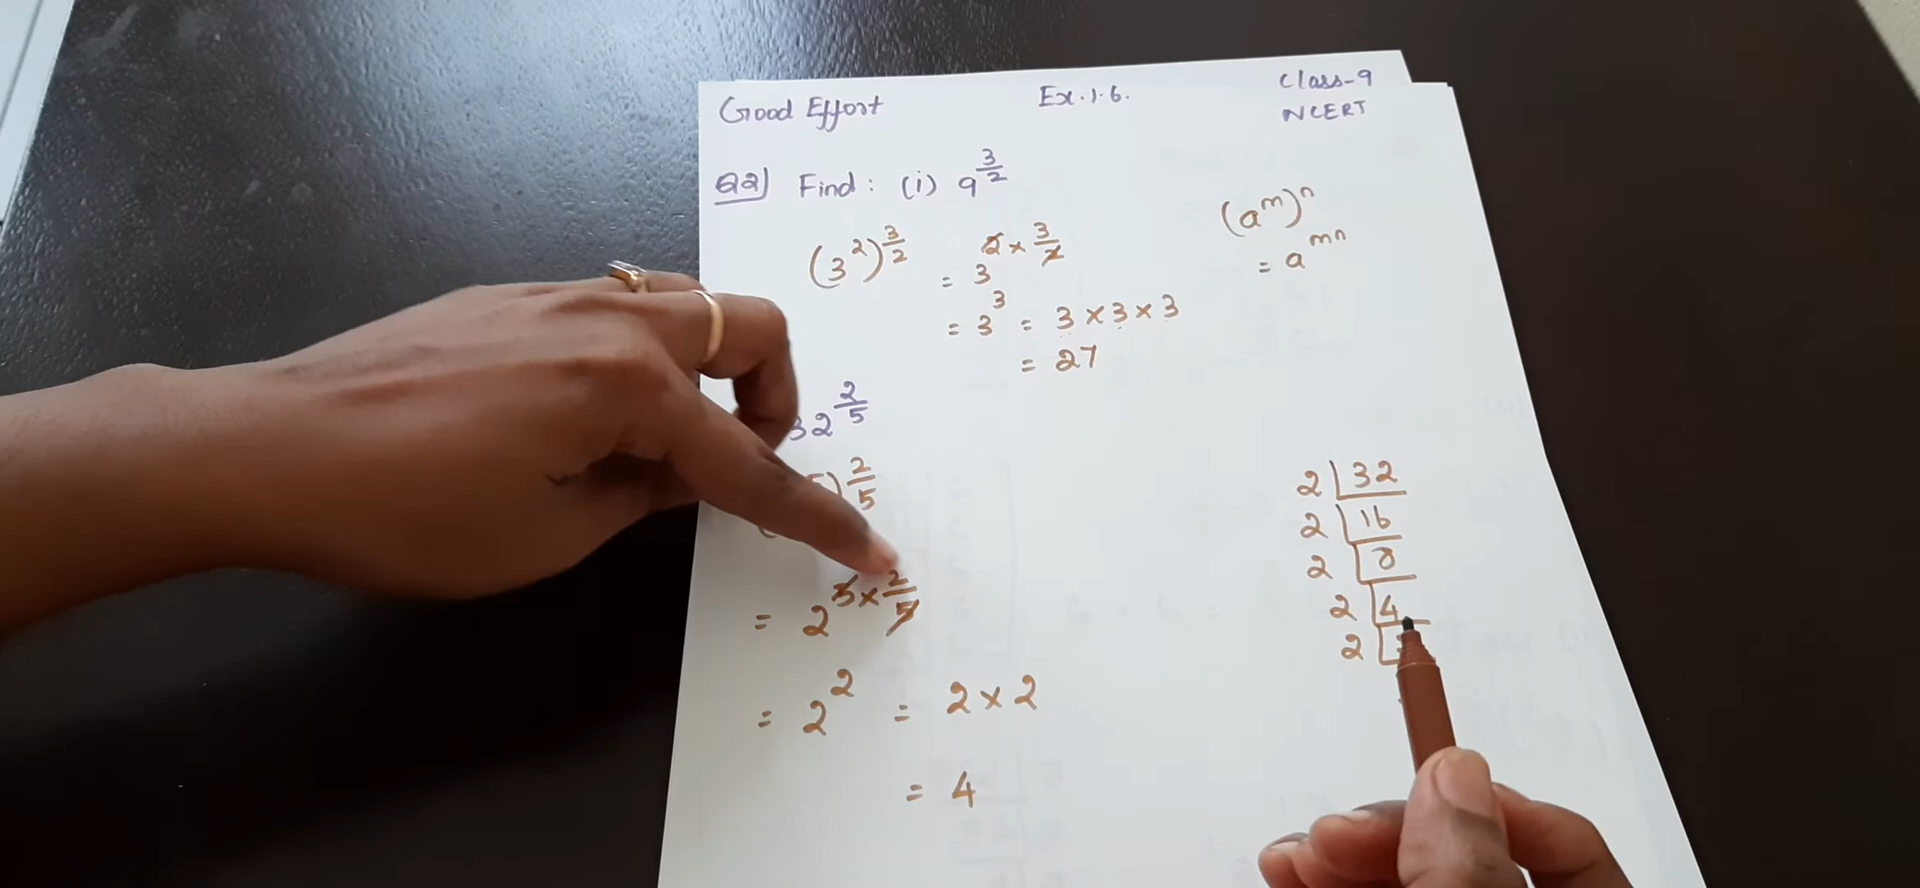 Good Effort Ex.1.6. Class-9
NCERT
Q2) Find : (i) 9^(3/2)
(a^m)^n
= a^(mn)
(3^2)^(3/2) = 3^(2 × 3/2)
= 3^3 = 3 × 3 × 3
= 27
32^(2/5)
5)^(2/5)
= 2^(5 × 2/5)
= 2^2 = 2 × 2
= 4
2 | 32
2 | 16
2 | 8
2 | 4
2